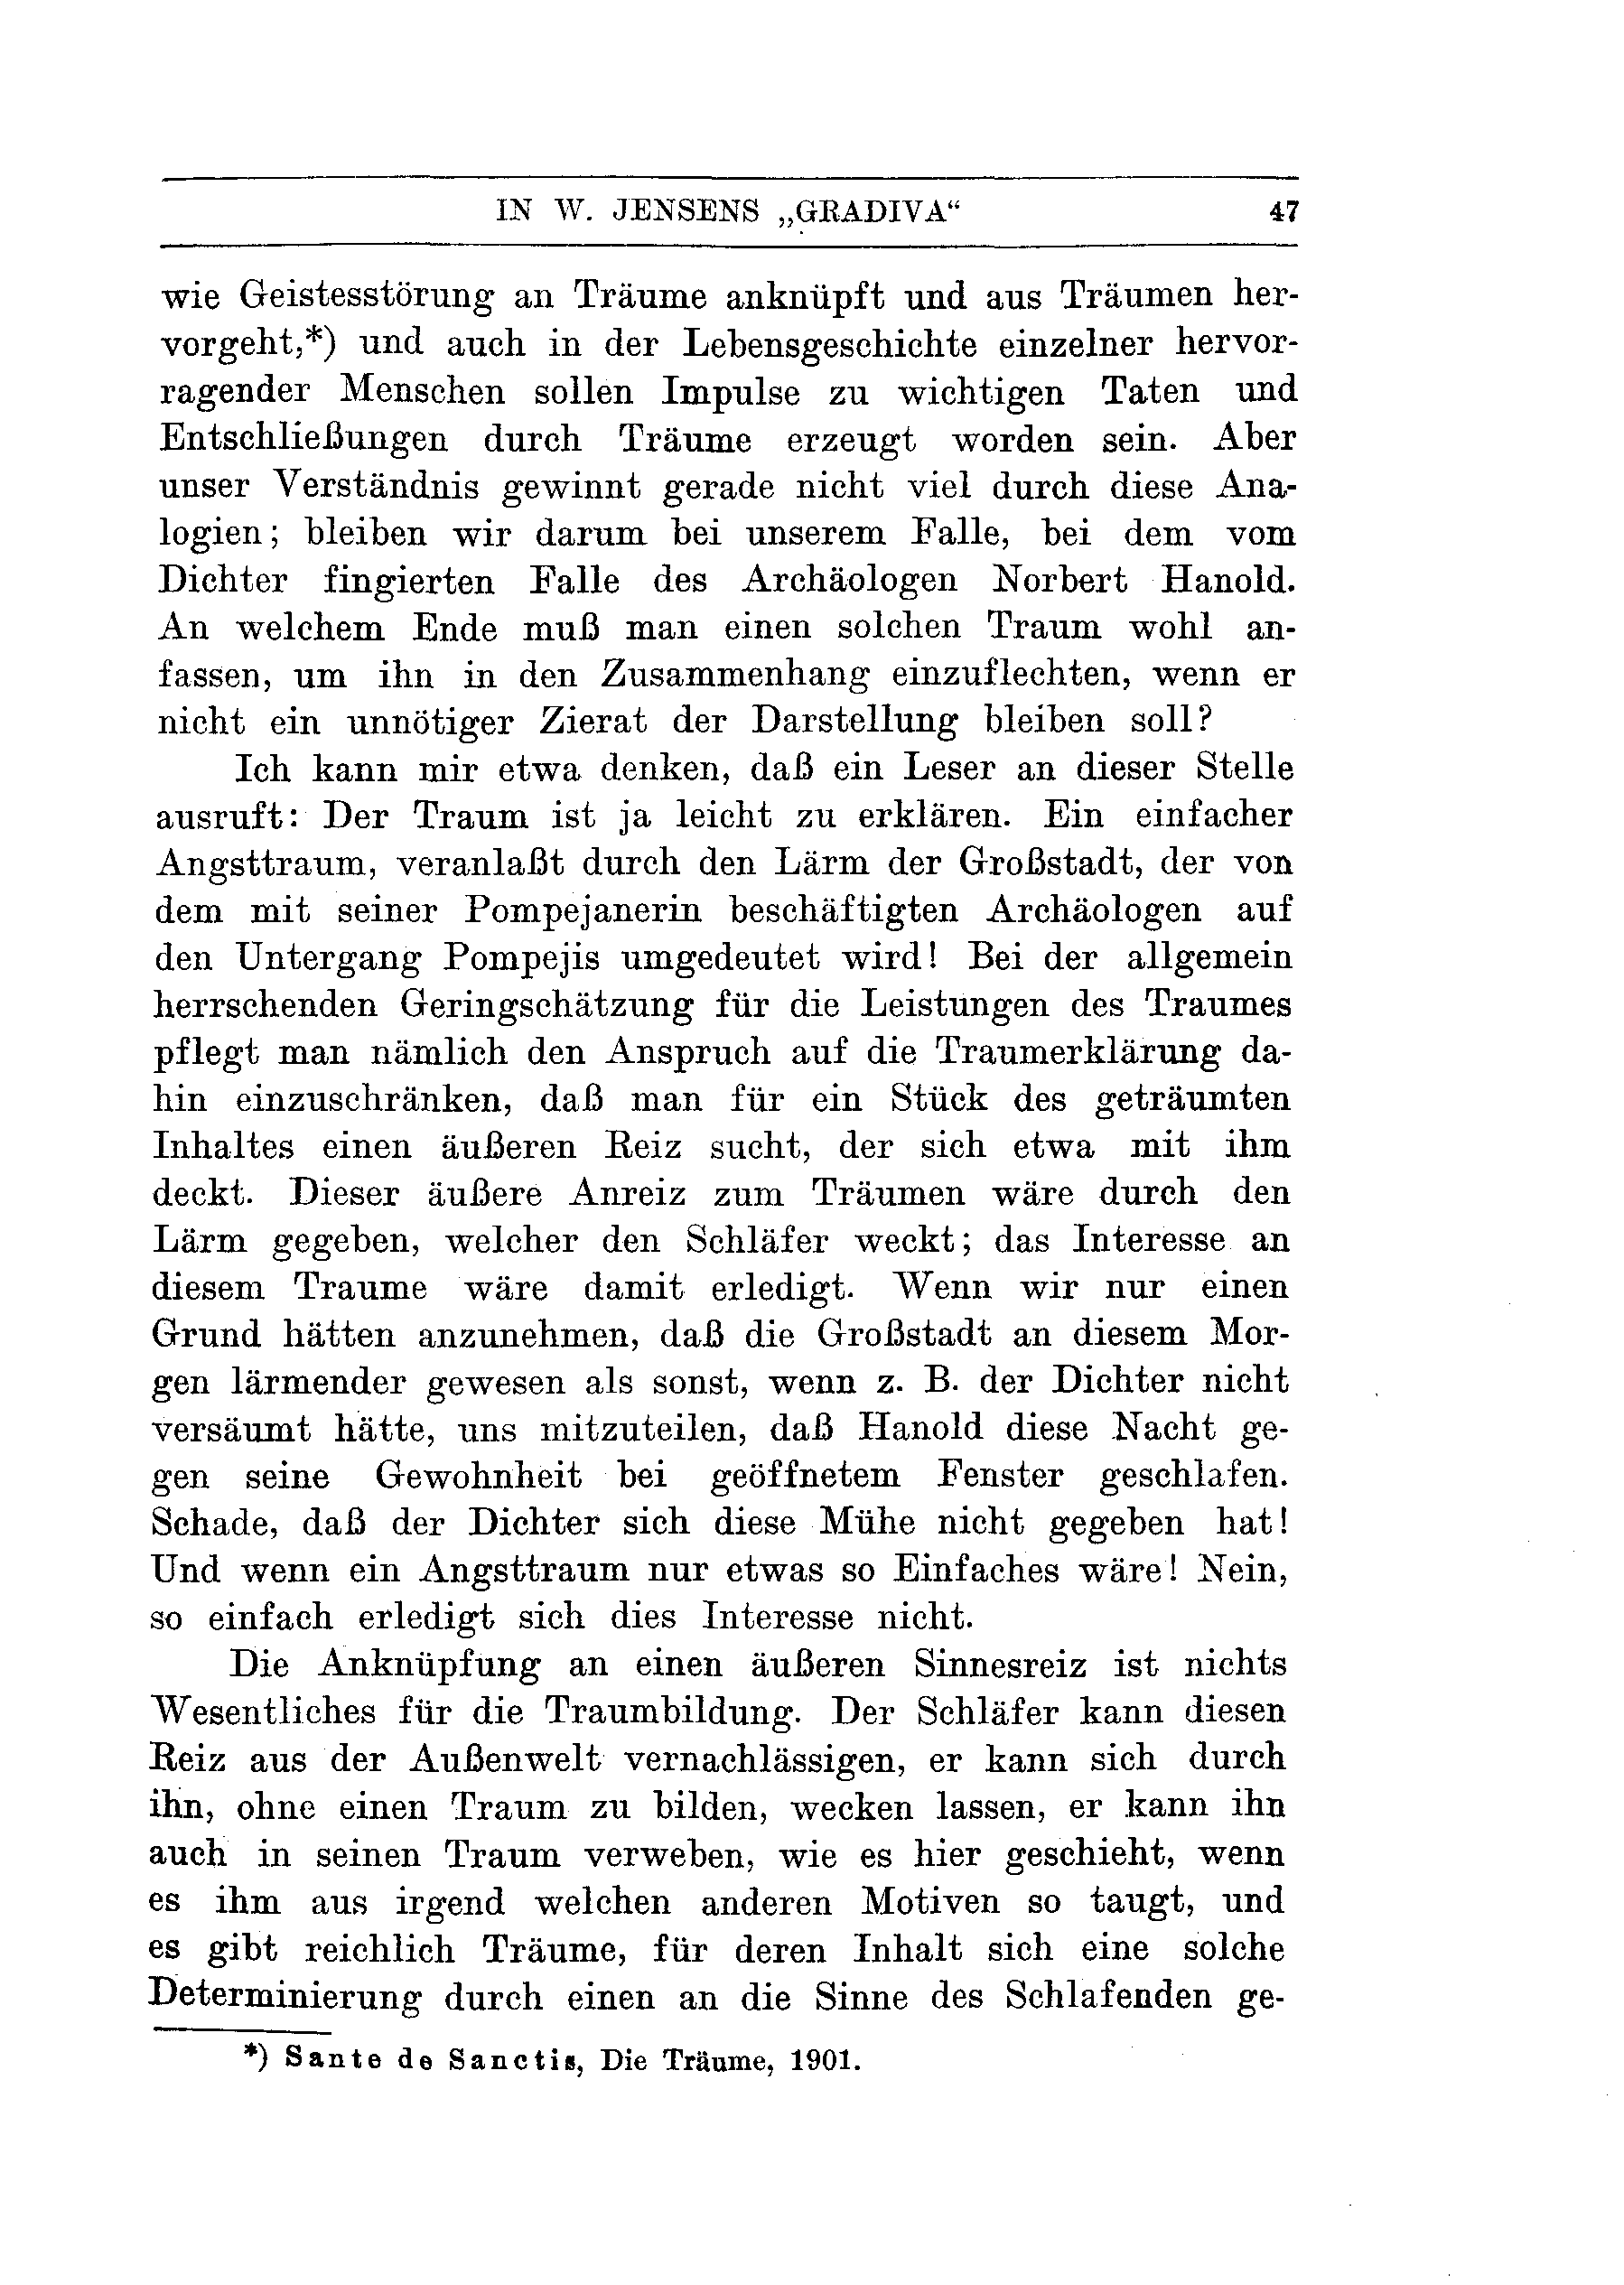 IN W. JENSENS „GRADIVA“ 47
wie Geistesstörung an Träume anknüpft und aus Träumen her-
vorgeht,*) und auch in der Lebensgeschichte einzelner hervor-
ragender Menschen sollen Impulse zu wichtigen Taten und
Entschließungen durch Träume erzeugt worden sein. Aber
unser Verständnis gewinnt gerade nicht viel durch diese Ana-
logien; bleiben wir darum bei unserem Falle, bei dem vom
Dichter fingierten Falle des Archäologen Norbert Hanold.
An welchem Ende muß man einen solchen Traum wohl an-
fassen, um ihn in den Zusammenhang einzuflechten, wenn er
nicht ein unnötiger Zierat der Darstellung bleiben soll?
Ich kann mir etwa denken, daß ein Leser an dieser Stelle
ausruft: Der Traum ist ja leicht zu erklären. Ein einfacher
Angsttraum, veranlaßt durch den Lärm der Großstadt, der von
dem mit seiner Pompejanerin beschäftigten Archäologen auf
den Untergang Pompejis umgedeutet wird! Bei der allgemein
herrschenden Geringschätzung für die Leistungen des Traumes
pflegt man nämlich den Anspruch auf die Traumerklärung da-
hin einzuschränken, daß man für ein Stück des geträumten
Inhaltes einen äußeren Reiz sucht, der sich etwa mit ihm
deckt. Dieser äußere Anreiz zum Träumen wäre durch den
Lärm gegeben, welcher den Schläfer weckt; das Interesse an
diesem Traume wäre damit erledigt. Wenn wir nur einen
Grund hätten anzunehmen, daß die Großstadt an diesem Mor-
gen lärmender gewesen als sonst, wenn z. B. der Dichter nicht
versäumt hätte, uns mitzuteilen, daß Hanold diese Nacht ge-
gen seine Gewohnheit bei geöffnetem Fenster geschlafen.
Schade, daß der Dichter sich diese Mühe nicht gegeben hat!
Und wenn ein Angsttraum nur etwas so Einfaches wäre! Nein,
so einfach erledigt sich dies Interesse nicht.
Die Anknüpfung an einen äußeren Sinnesreiz ist nichts
Wesentliches für die Traumbildung. Der Schläfer kann diesen
Reiz aus der Außenwelt vernachlässigen, er kann sich durch
ihn, ohne einen Traum zu bilden, wecken lassen, er kann ihn
auch in seinen Traum verweben, wie es hier geschieht, wenn
es ihm aus irgend welchen anderen Motiven so taugt, und
es gibt reichlich Träume, für deren Inhalt sich eine solche
Determinierung durch einen an die Sinne des Schlafenden ge-
*) Sante de Sanctis, Die Träume, 1901.